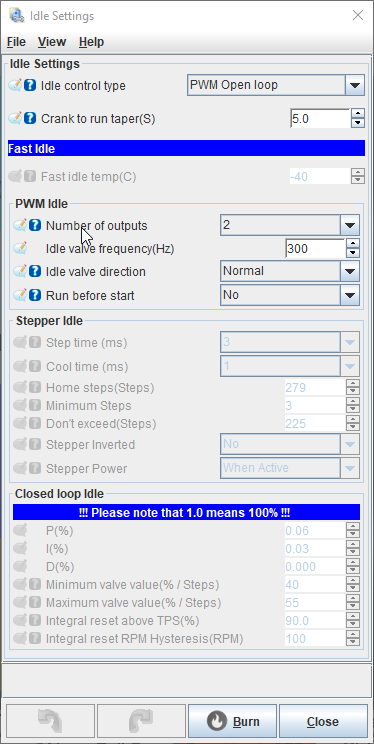 Idle Settings
File View Help
Idle Settings
Idle control type PWM Open loop
Crank to run taper(S) 5.0
Fast Idle
Fast idle temp(C) -40
PWM Idle
Number of outputs 2
Idle valve frequency(Hz) 300
Idle valve direction Normal
Run before start No
Stepper Idle
Step time (ms) 3
Cool time (ms) 1
Home steps(Steps) 279
Minimum Steps 3
Don't exceed(Steps) 225
Stepper Inverted No
Stepper Power When Active
Closed loop Idle
!!! Please note that 1.0 means 100% !!!
P(%) 0.06
I(%) 0.03
D(%) 0.000
Minimum valve value(% / Steps) 40
Maximum valve value(% / Steps) 55
Integral reset above TPS(%) 90.0
Integral reset RPM Hysteresis(RPM) 100
Burn Close